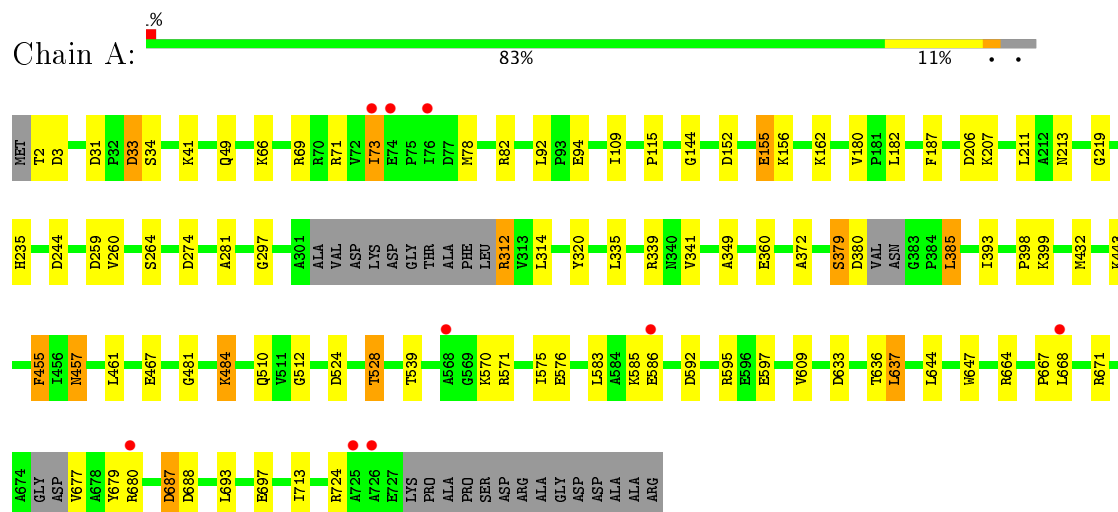 .%
Chain A:
83% 11% • •
MET T2 D3 D31 P32 D33 S34 K41 Q49 K66 R69 R70 R71 V72 I73 E74 P75 I76 D77 M78 R82 L92 P93 E94 I109 P115 G144 D152 E155 K156 K162 V180 P181 L182 F187 D206 K207 L211 A212 N213 G219
H235 D244 D259 V260 S264 D274 A281 G297 A301 ALA VAL ASP LYS ASP GLY THR ALA PHE LEU R312 V313 L314 Y320 L335 R339 N340 V341 A349 E360 A372 S379 D380 VAL ASN G383 P384 L385 I393 P398 K399 M432 K443
F455 I456 N457 L461 E467 G481 K484 Q510 V511 G512 D524 T528 T539 A568 G569 K570 R571 I575 E576 L583 A584 K585 E586 D592 R595 E596 E597 V609 D633 T636 L637 L644 W647 R664 P667 L668 R671
A674 GLY ASP V677 A678 Y679 R680 D687 D688 L693 E697 I713 R724 A725 A726 E727 LYS PRO ALA PRO SER ASP ARG ALA GLY ASP ASP ALA ALA ARG